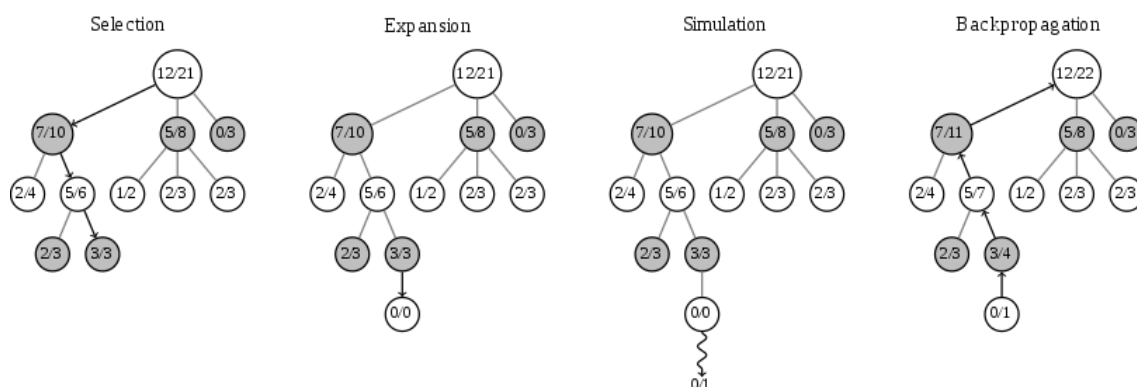 Selection Expansion Simulation Backpropagation
12/21 12/21 12/21 12/22
7/10 5/8 0/3 7/10 5/8 0/3 7/10 5/8 0/3 7/11 5/8 0/3
2/4 5/6 1/2 2/3 2/3 2/4 5/6 1/2 2/3 2/3 2/4 5/6 1/2 2/3 2/3 2/4 5/7 1/2 2/3 2/3
2/3 3/3 2/3 3/3 2/3 3/3 2/3 3/4
0/0 0/0 0/1
0/1